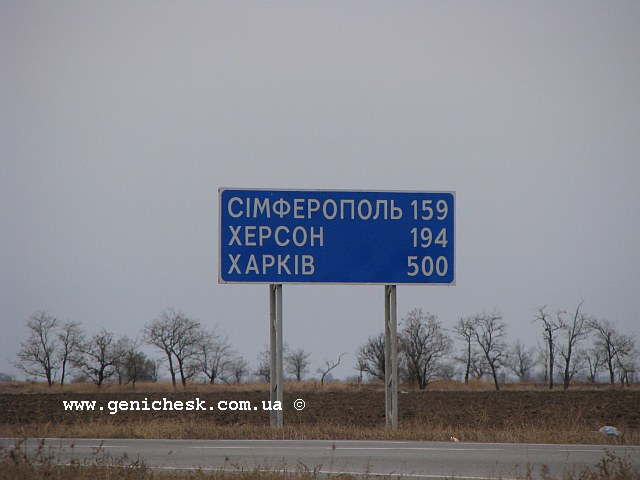 СІМФЕРОПОЛЬ 159
ХЕРСОН 194
ХАРКІВ 500
www.genichesk.com.ua ©